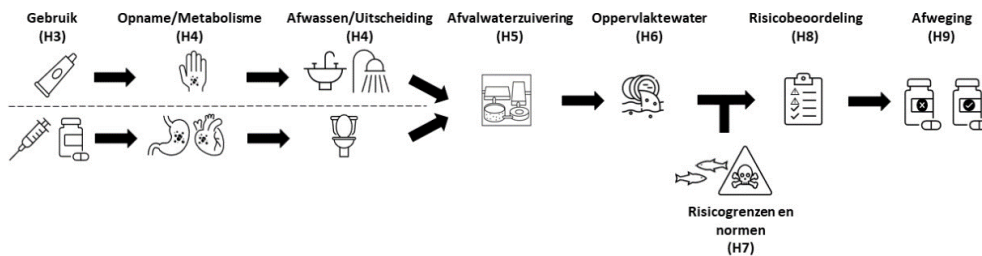 Gebruik
(H3)
Opname/Metabolisme
(H4)
Afwassen/Uitscheiding
(H4)
Afvalwaterzuivering
(H5)
Oppervlaktewater
(H6)
Risicobeoordeling
(H8)
Afweging
(H9)
Risicogrenzen en
normen
(H7)